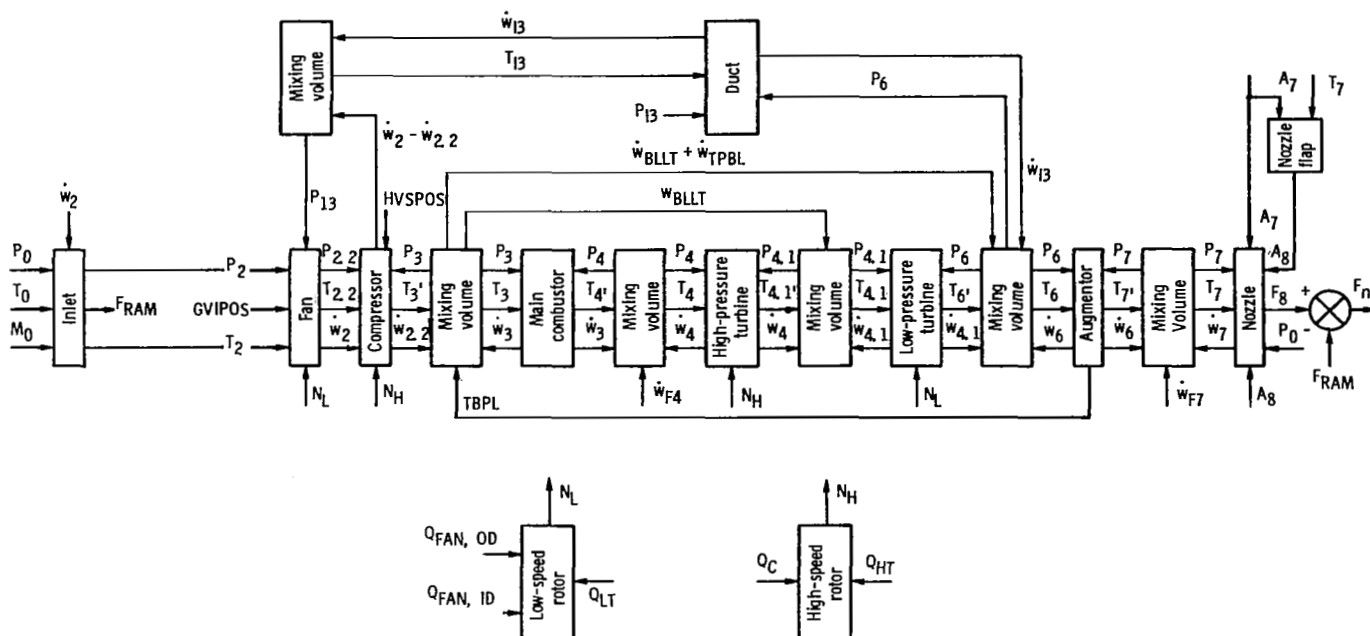 ẇ13
T13
Mixing volume
Duct
P6
P13
ẇ2 - ẇ2,2
ẇ13
A7
T7
Nozzle flap
ẇBLLT + ẇTPBL
wBLLT
ẇ2
P13
HVSPOS
A7
A8
P0
T0
M0
Inlet
FRAM
P2
GVIPOS
T2
Fan
P2,2
T2,2
ẇ2
Compressor
P3
T3'
ẇ2,2
Mixing volume
P3
T3
ẇ3
Main combustor
P4
T4'
ẇ3
Mixing volume
P4
T4
ẇ4
High-pressure turbine
P4,1
T4,1'
ẇ4
Mixing volume
P4,1
T4,1
ẇ4,1
Low-pressure turbine
P6
T6'
ẇ4,1
Mixing volume
P6
T6
ẇ6
Augmentor
P7
T7'
ẇ6
Mixing Volume
P7
T7
ẇ7
Nozzle
F8
P0
+
-
Fn
FRAM
NL
NH
TBPL
ẇF4
NH
NL
ẇF7
A8
NL
QFAN, OD
QFAN, ID
Low-speed rotor
QLT
NH
QC
High-speed rotor
QHT